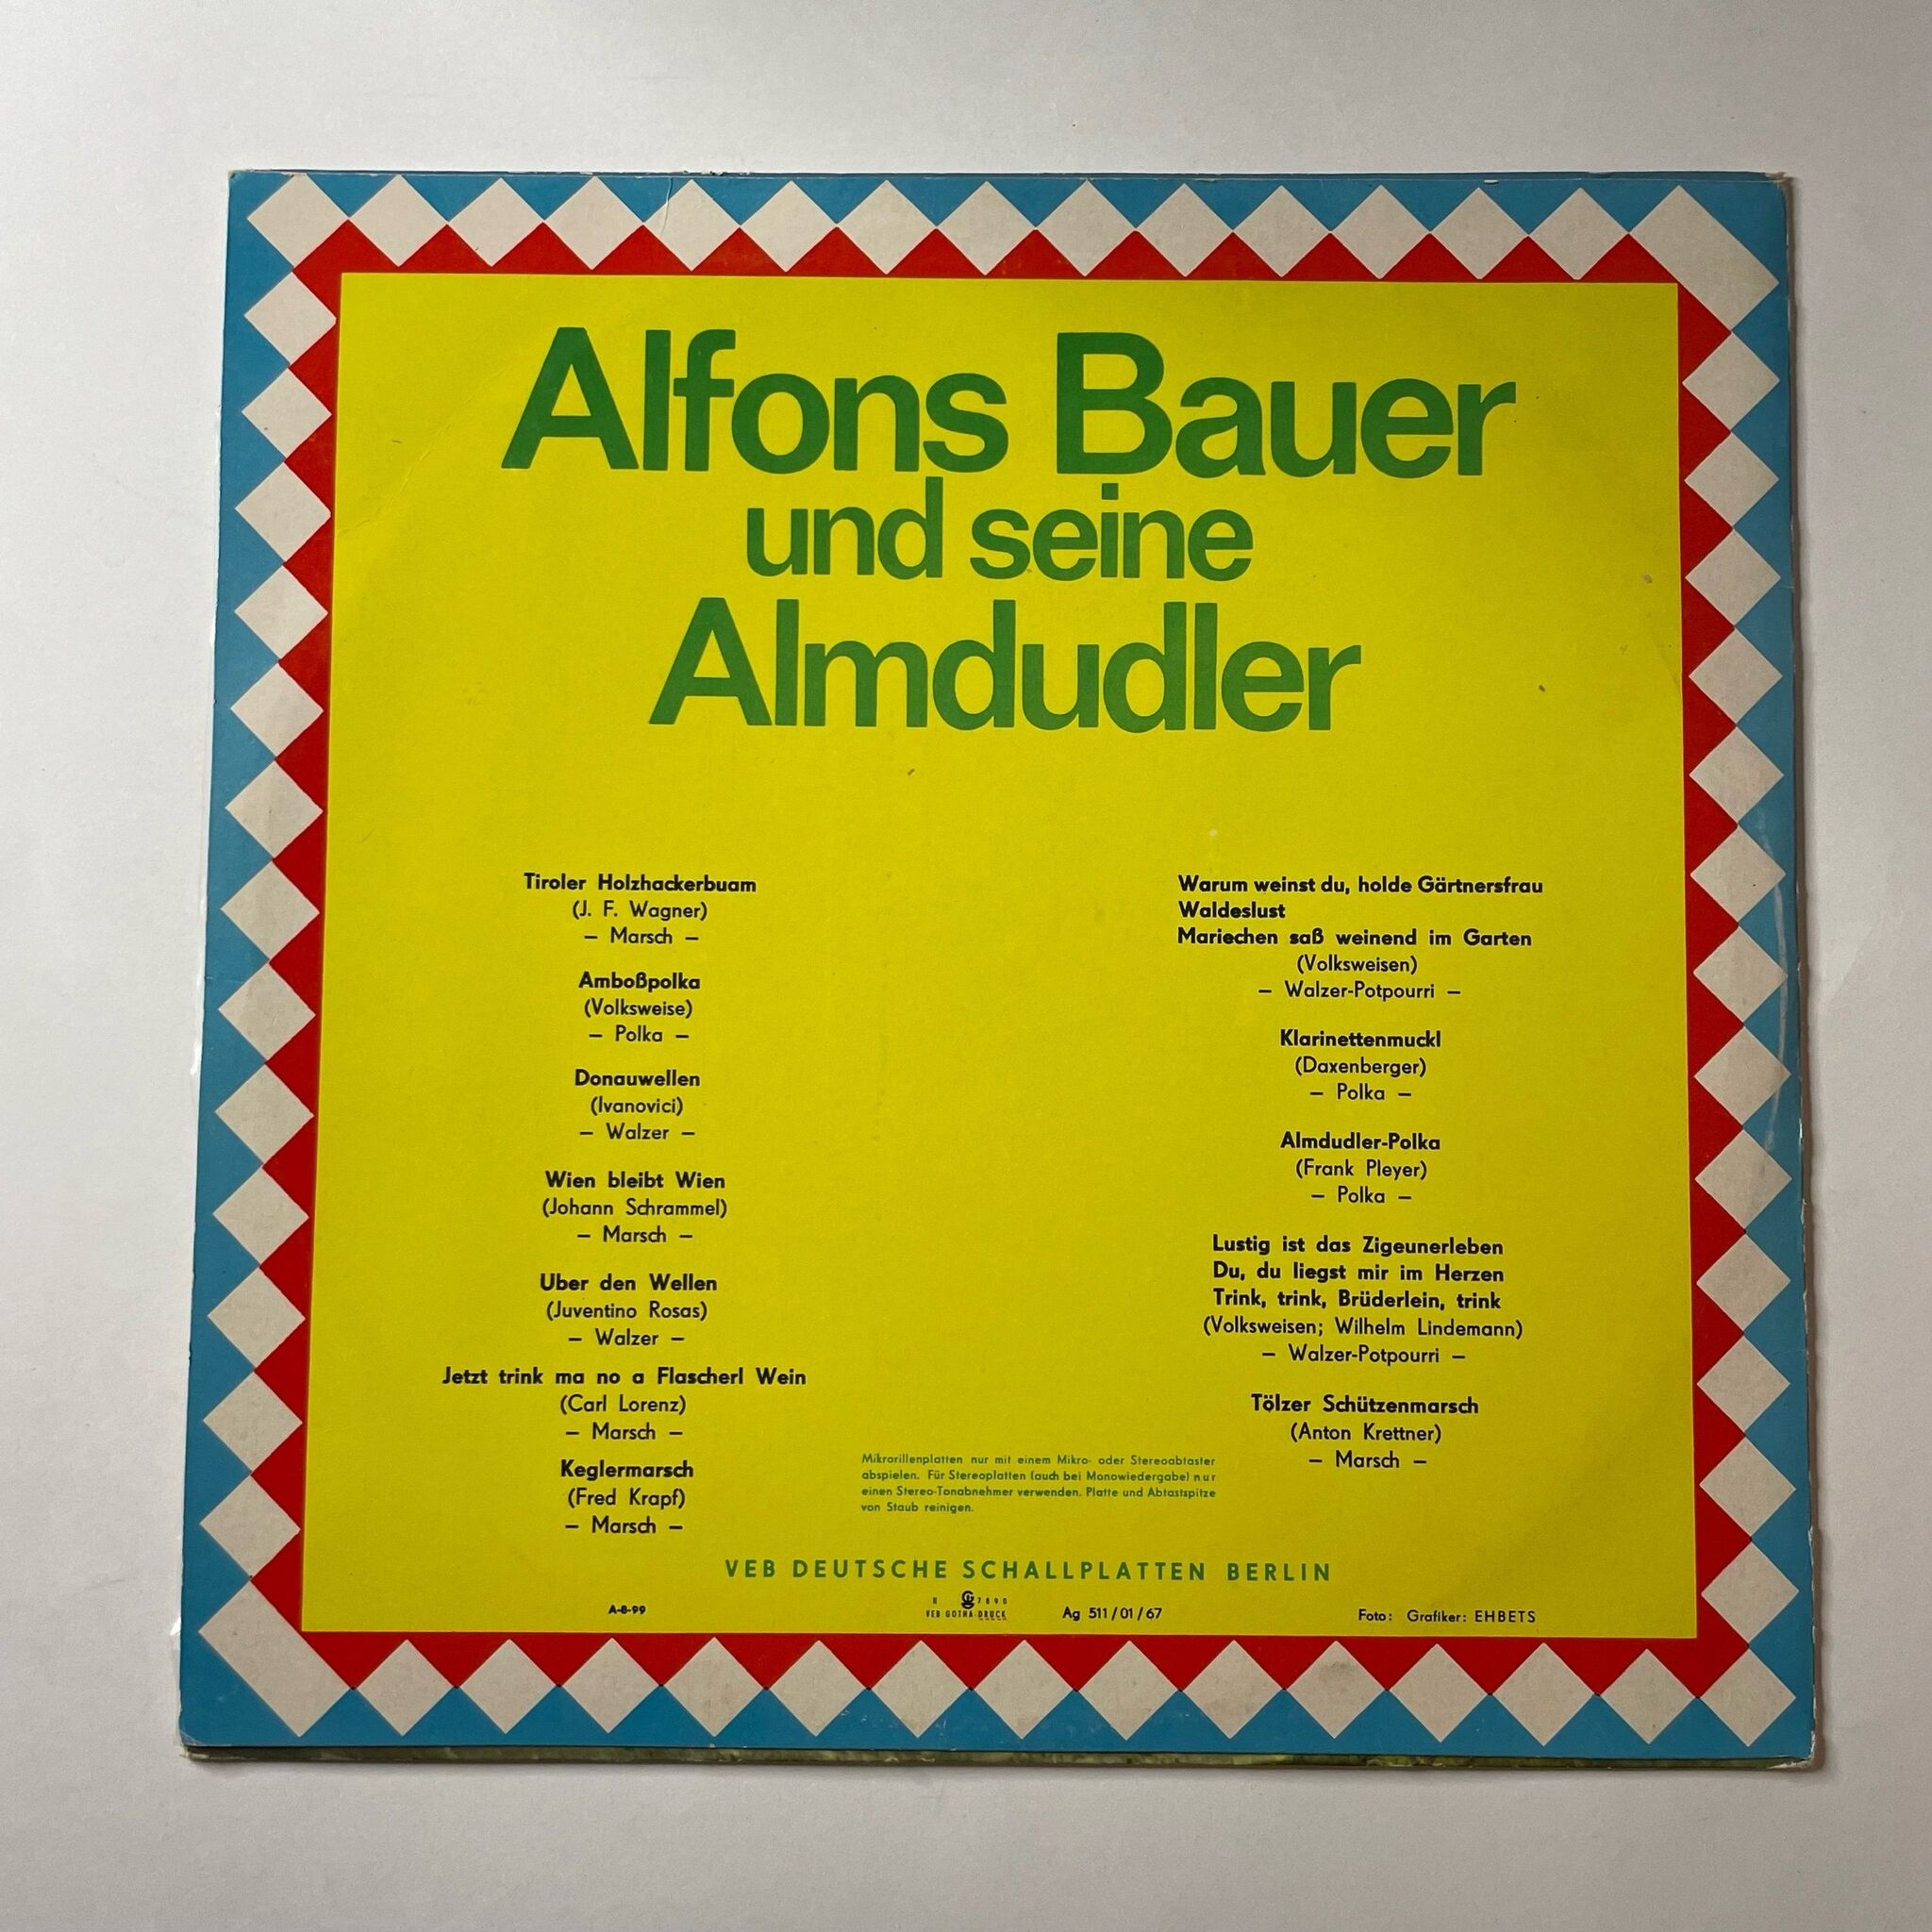 Alfons Bauer
und seine
Almdudler
Tiroler Holzhackerbuam
(J. F. Wagner)
— Marsch —
Amboßpolka
(Volksweise)
— Polka —
Donauwellen
(Ivanovici)
— Walzer —
Wien bleibt Wien
(Johann Schrammel)
— Marsch —
Uber den Wellen
(Juventino Rosas)
— Walzer —
Jetzt trink ma no a Flascherl Wein
(Carl Lorenz)
— Marsch —
Keglermarsch
(Fred Krapf)
— Marsch —
Warum weinst du, holde Gärtnersfrau
Waldeslust
Mariechen saß weinend im Garten
(Volksweisen)
— Walzer-Potpourri —
Klarinettenmuckl
(Daxenberger)
— Polka —
Almdudler-Polka
(Frank Pleyer)
— Polka —
Lustig ist das Zigeunerleben
Du, du liegst mir im Herzen
Trink, trink, Brüderlein, trink
(Volksweisen; Wilhelm Lindemann)
— Walzer-Potpourri —
Tölzer Schützenmarsch
(Anton Krettner)
— Marsch —
Mikrorillenplatten nur mit einem Mikro- oder Stereoabtaster
abspielen. Für Stereoplatten (auch bei Monowiedergabe) nur
einen Stereo-Tonabnehmer verwenden. Platte und Abtastspitze
von Staub reinigen.
VEB DEUTSCHE SCHALLPLATTEN BERLIN
A-8-99
7890
VEB GOTHA-DRUCK
Ag 511/01/67
Foto: Grafiker: EHBETS